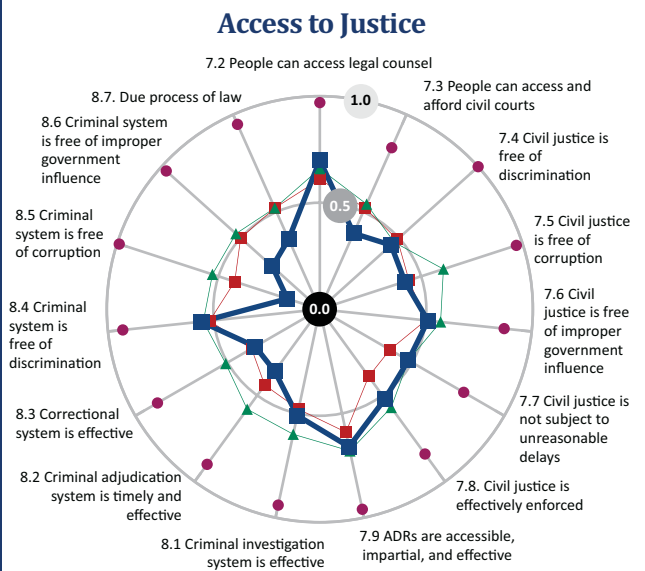 Access to Justice
7.2 People can access legal counsel
7.3 People can access and
afford civil courts
7.4 Civil justice is
free of
discrimination
7.5 Civil justice
is free of
corruption
7.6 Civil
justice is free
of improper
government
influence
7.7 Civil justice is
not subject to
unreasonable
delays
7.8. Civil justice is
effectively enforced
7.9 ADRs are accessible,
impartial, and effective
8.1 Criminal investigation
system is effective
8.2 Criminal adjudication
system is timely and
effective
8.3 Correctional
system is effective
8.4 Criminal
system is
free of
discrimination
8.5 Criminal
system is free
of corruption
8.6 Criminal system
is free of improper
government
influence
8.7. Due process of law
1.0
0.5
0.0